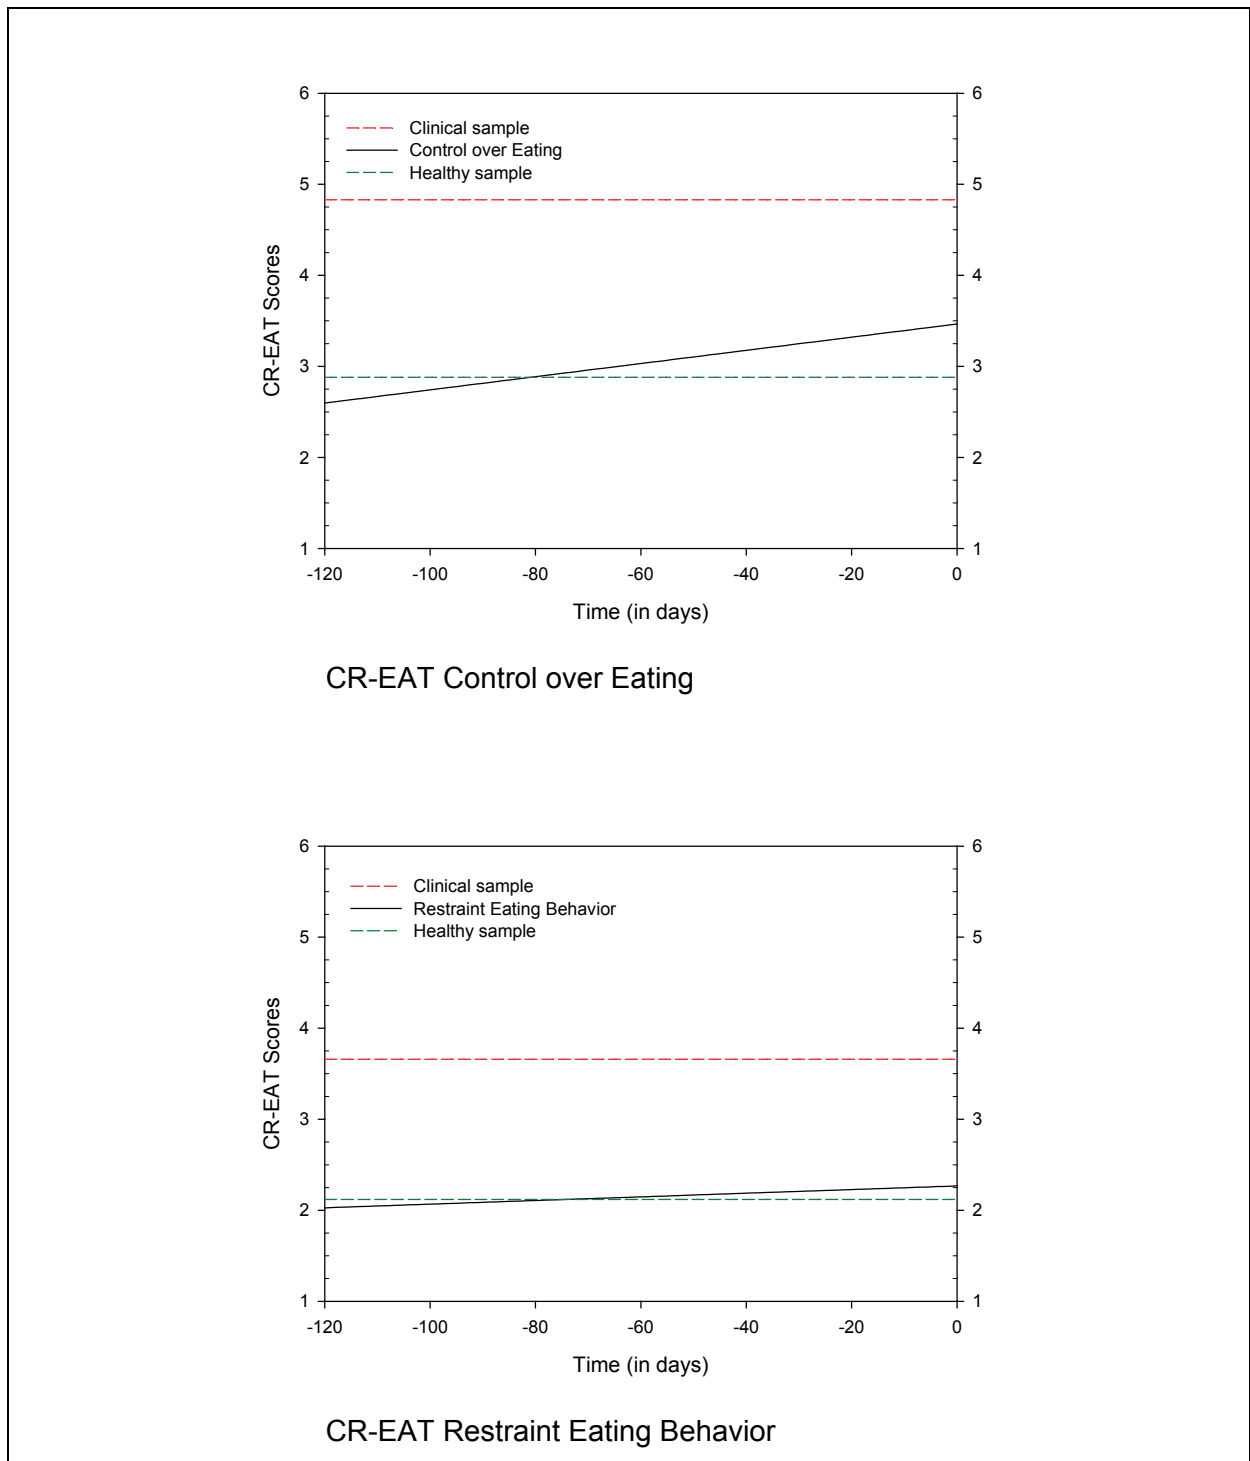 6 6
Clinical sample
Control over Eating
Healthy sample
5 5
4 4
CR-EAT Scores
3 3
2 2
1 1
-120 -100 -80 -60 -40 -20 0
Time (in days)
CR-EAT Control over Eating
6 6
Clinical sample
Restraint Eating Behavior
Healthy sample
5 5
4 4
CR-EAT Scores
3 3
2 2
1 1
-120 -100 -80 -60 -40 -20 0
Time (in days)
CR-EAT Restraint Eating Behavior